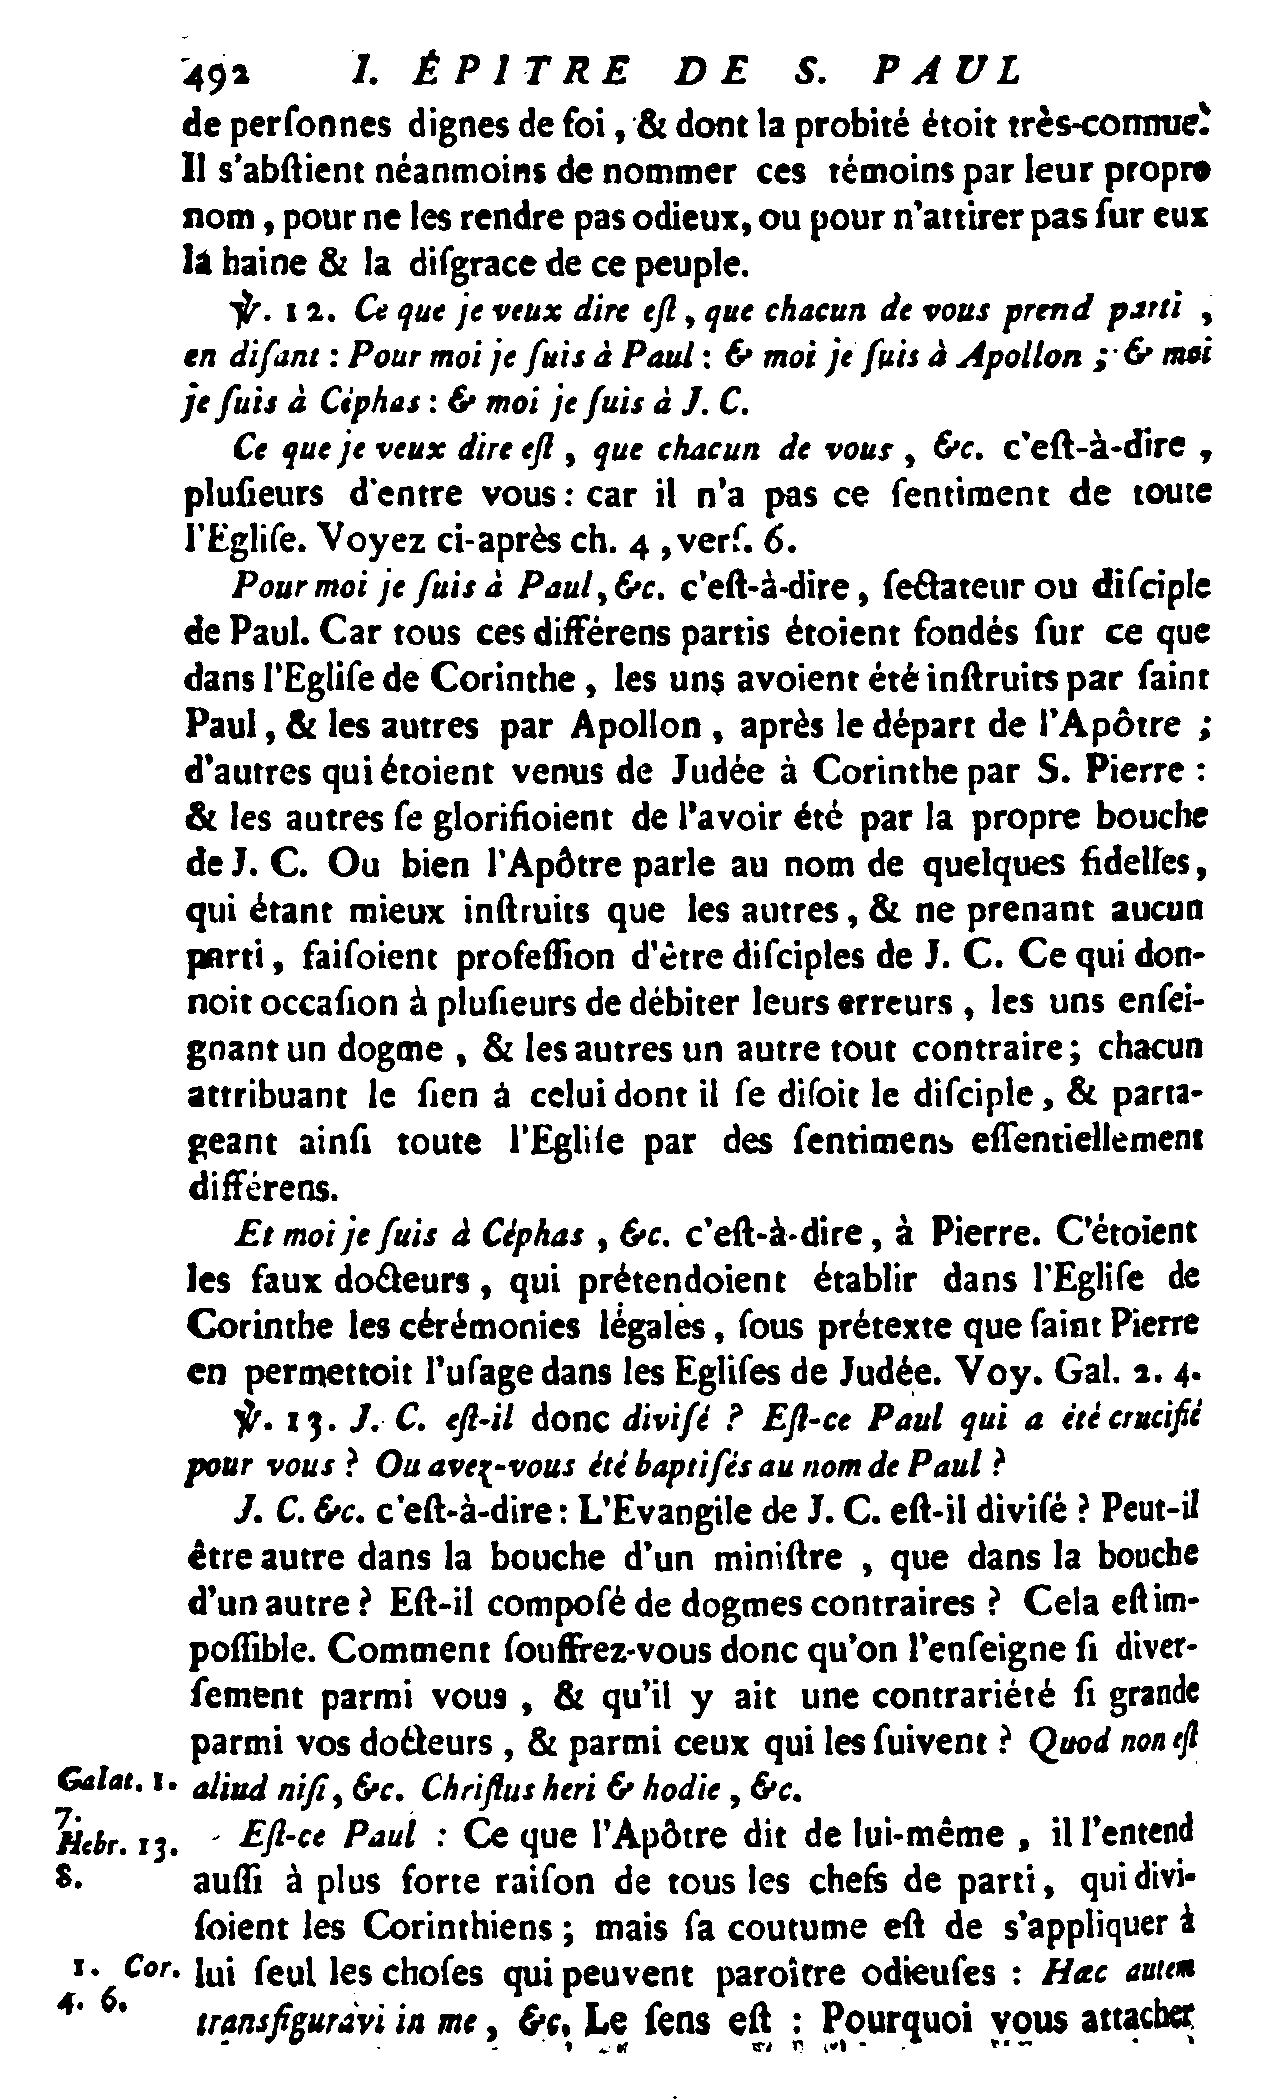 492 I. ÉPITRE DE S. PAUL
de perſonnes dignes de foi, & dont la probité étoit très-connue.
Il s'abſtient néanmoins de nommer ces témoins par leur propre
nom, pour ne les rendre pas odieux, ou pour n'attirer pas ſur eux
la haine & la diſgrace de ce peuple.
℣. 12. Ce que je veux dire eſt, que chacun de vous prend parti,
en diſant : Pour moi je ſuis à Paul : & moi je ſuis à Apollon ; & moi
je ſuis à Céphas : & moi je ſuis à J. C.
Ce que je veux dire eſt, que chacun de vous, &c. c'eſt-à-dire,
pluſieurs d'entre vous : car il n'a pas ce ſentiment de toute
l'Egliſe. Voyez ci-après ch. 4, verſ. 6.
Pour moi je ſuis à Paul, &c. c'eſt-à-dire, ſectateur ou diſciple
de Paul. Car tous ces différens partis étoient fondés ſur ce que
dans l'Egliſe de Corinthe, les uns avoient été inſtruits par ſaint
Paul, & les autres par Apollon, après le départ de l'Apôtre ;
d'autres qui étoient venus de Judée à Corinthe par S. Pierre :
& les autres ſe glorifioient de l'avoir été par la propre bouche
de J. C. Ou bien l'Apôtre parle au nom de quelques fidelles,
qui étant mieux inſtruits que les autres, & ne prenant aucun
parti, faiſoient profeſſion d'être diſciples de J. C. Ce qui don-
noit occaſion à pluſieurs de débiter leurs erreurs, les uns enſei-
gnant un dogme, & les autres un autre tout contraire ; chacun
attribuant le ſien à celui dont il ſe diſoit le diſciple, & parta-
geant ainſi toute l'Egliſe par des ſentimens eſſentiellement
différens.
Et moi je ſuis à Céphas, &c. c'eſt-à-dire, à Pierre. C'étoient
les faux docteurs, qui prétendoient établir dans l'Egliſe de
Corinthe les cérémonies légales, ſous prétexte que ſaint Pierre
en permettoit l'uſage dans les Egliſes de Judée. Voy. Gal. 2. 4.
℣. 13. J. C. eſt-il donc diviſé ? Eſt-ce Paul qui a été crucifié
pour vous ? Ou avez-vous été baptiſés au nom de Paul ?
J. C. &c. c'eſt-à-dire : L'Evangile de J. C. eſt-il diviſé ? Peut-il
être autre dans la bouche d'un miniſtre, que dans la bouche
d'un autre ? Eſt-il compoſé de dogmes contraires ? Cela eſt im-
poſſible. Comment ſouffrez-vous donc qu'on l'enſeigne ſi diver-
ſement parmi vous, & qu'il y ait une contrariété ſi grande
parmi vos docteurs, & parmi ceux qui les ſuivent ? Quod non eſt
Galat. 1. aliud niſi, &c. Chriſtus heri & hodie, &c.
7.
Hebr. 13. Eſt-ce Paul : Ce que l'Apôtre dit de lui-même, il l'entend
8. auſſi à plus forte raiſon de tous les chefs de parti, qui divi-
ſoient les Corinthiens ; mais ſa coutume eſt de s'appliquer à
1. Cor. lui ſeul les choſes qui peuvent paroître odieuſes : Hæc autem
4. 6. transfiguravi in me, &c. Le ſens eſt : Pourquoi vous attacher